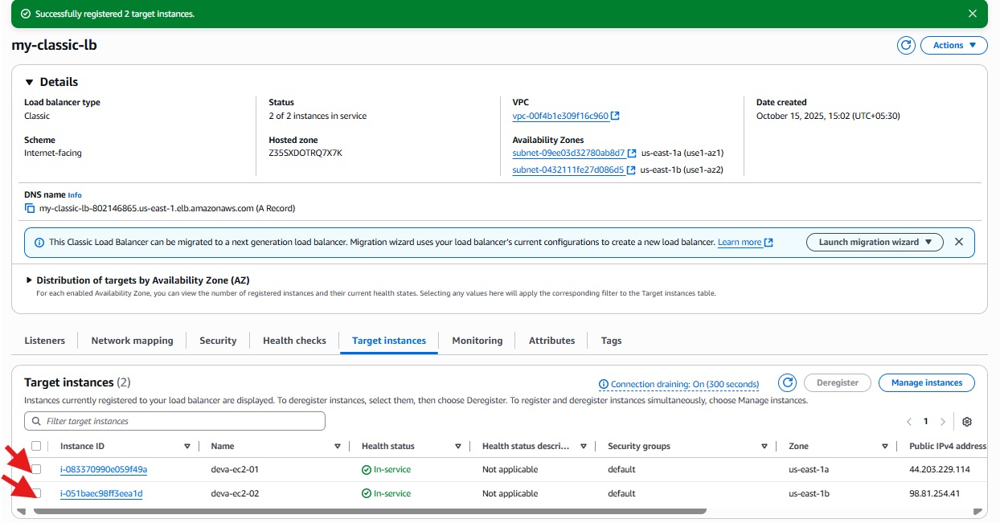 Successfully registered 2 target instances.
my-classic-lb
Actions
Details
Load balancer type
Classic
Status
2 of 2 instances in service
VPC
vpc-00f4b1e309f16c960
Date created
October 15, 2025, 15:02 (UTC+05:30)
Scheme
Internet-facing
Hosted zone
Z35SXDOTRQ7X7K
Availability Zones
subnet-09ee03d32780ab8d7 us-east-1a (use1-az1)
subnet-0432111fe27d086d5 us-east-1b (use1-az2)
DNS name Info
my-classic-lb-802146865.us-east-1.elb.amazonaws.com (A Record)
This Classic Load Balancer can be migrated to a next generation load balancer. Migration wizard uses your load balancer's current configurations to create a new load balancer. Learn more
Launch migration wizard
Distribution of targets by Availability Zone (AZ)
For each enabled Availability Zone, you can view the number of registered instances and their current health states. Selecting any values here will apply the corresponding filter to the Target instances table.
Listeners Network mapping Security Health checks Target instances Monitoring Attributes Tags
Target instances (2)
Connection draining: On (300 seconds)
Deregister
Manage instances
Instances currently registered to your load balancer are displayed. To deregister instances, select them, then choose Deregister. To register and deregister instances simultaneously, choose Manage instances.
Filter target instances
1
Instance ID Name Health status Health status descri... Security groups Zone Public IPv4 address
i-083370990e059f49a deva-ec2-01 In-service Not applicable default us-east-1a 44.203.229.114
i-051baec98ff3eea1d deva-ec2-02 In-service Not applicable default us-east-1b 98.81.254.41